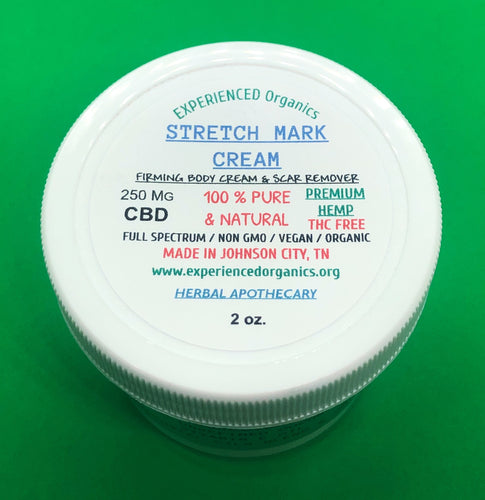 EXPERIENCED Organics
STRETCH MARK
CREAM
FIRMING BODY CREAM & SCAR REMOVER
250 MG
CBD
100 % PURE
& NATURAL
PREMIUM
HEMP
THC FREE
FULL SPECTRUM / NON GMO / VEGAN / ORGANIC
MADE IN JOHNSON CITY, TN
www.experiencedorganics.org
HERBAL APOTHECARY
2 oz.